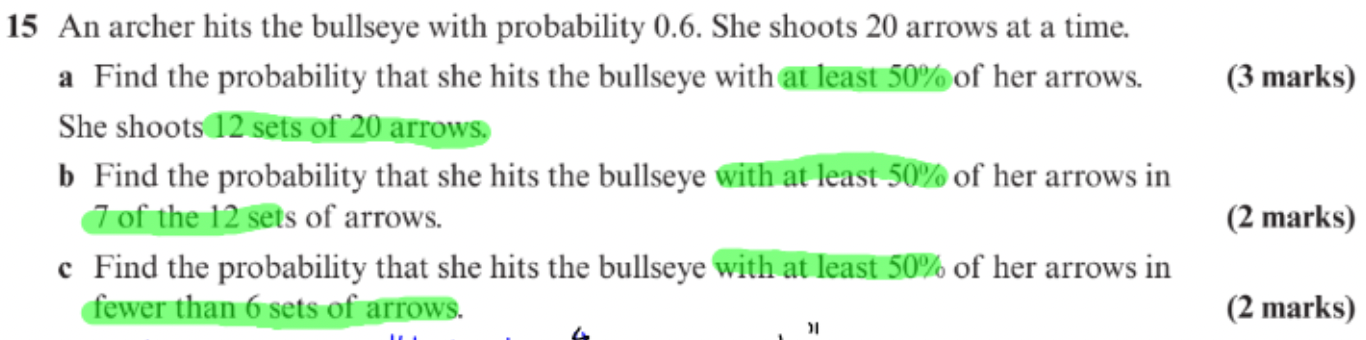 15 An archer hits the bullseye with probability 0.6. She shoots 20 arrows at a time.
a Find the probability that she hits the bullseye with at least 50% of her arrows. (3 marks)
She shoots 12 sets of 20 arrows.
b Find the probability that she hits the bullseye with at least 50% of her arrows in
7 of the 12 sets of arrows. (2 marks)
c Find the probability that she hits the bullseye with at least 50% of her arrows in
fewer than 6 sets of arrows. (2 marks)